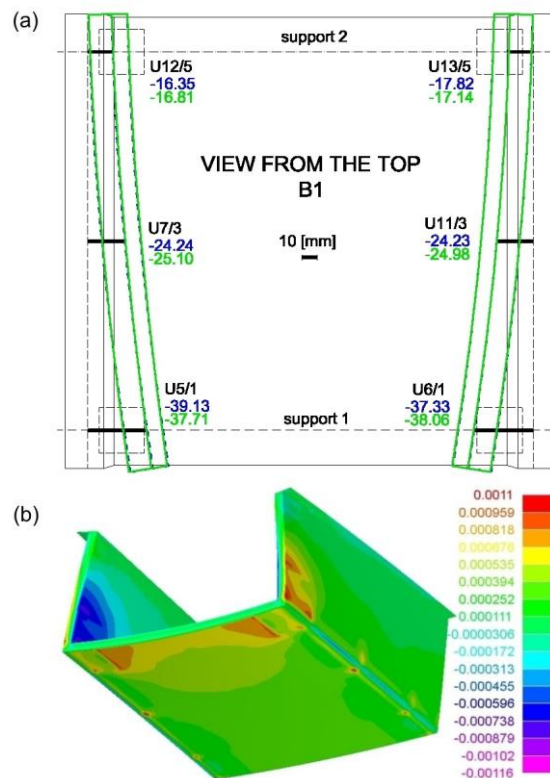 (a)
support 2
U12/5
-16.35
-16.81
U13/5
-17.82
-17.14
VIEW FROM THE TOP
B1
U7/3
-24.24
-25.10
10 [mm]
U11/3
-24.23
-24.98
U5/1
-39.13
-37.71
U6/1
-37.33
-38.06
support 1
(b)
0.0011
0.000959
0.000818
0.000676
0.000535
0.000394
0.000252
0.000111
-0.0000306
-0.000172
-0.000313
-0.000455
-0.000596
-0.000738
-0.000879
-0.00102
-0.00116